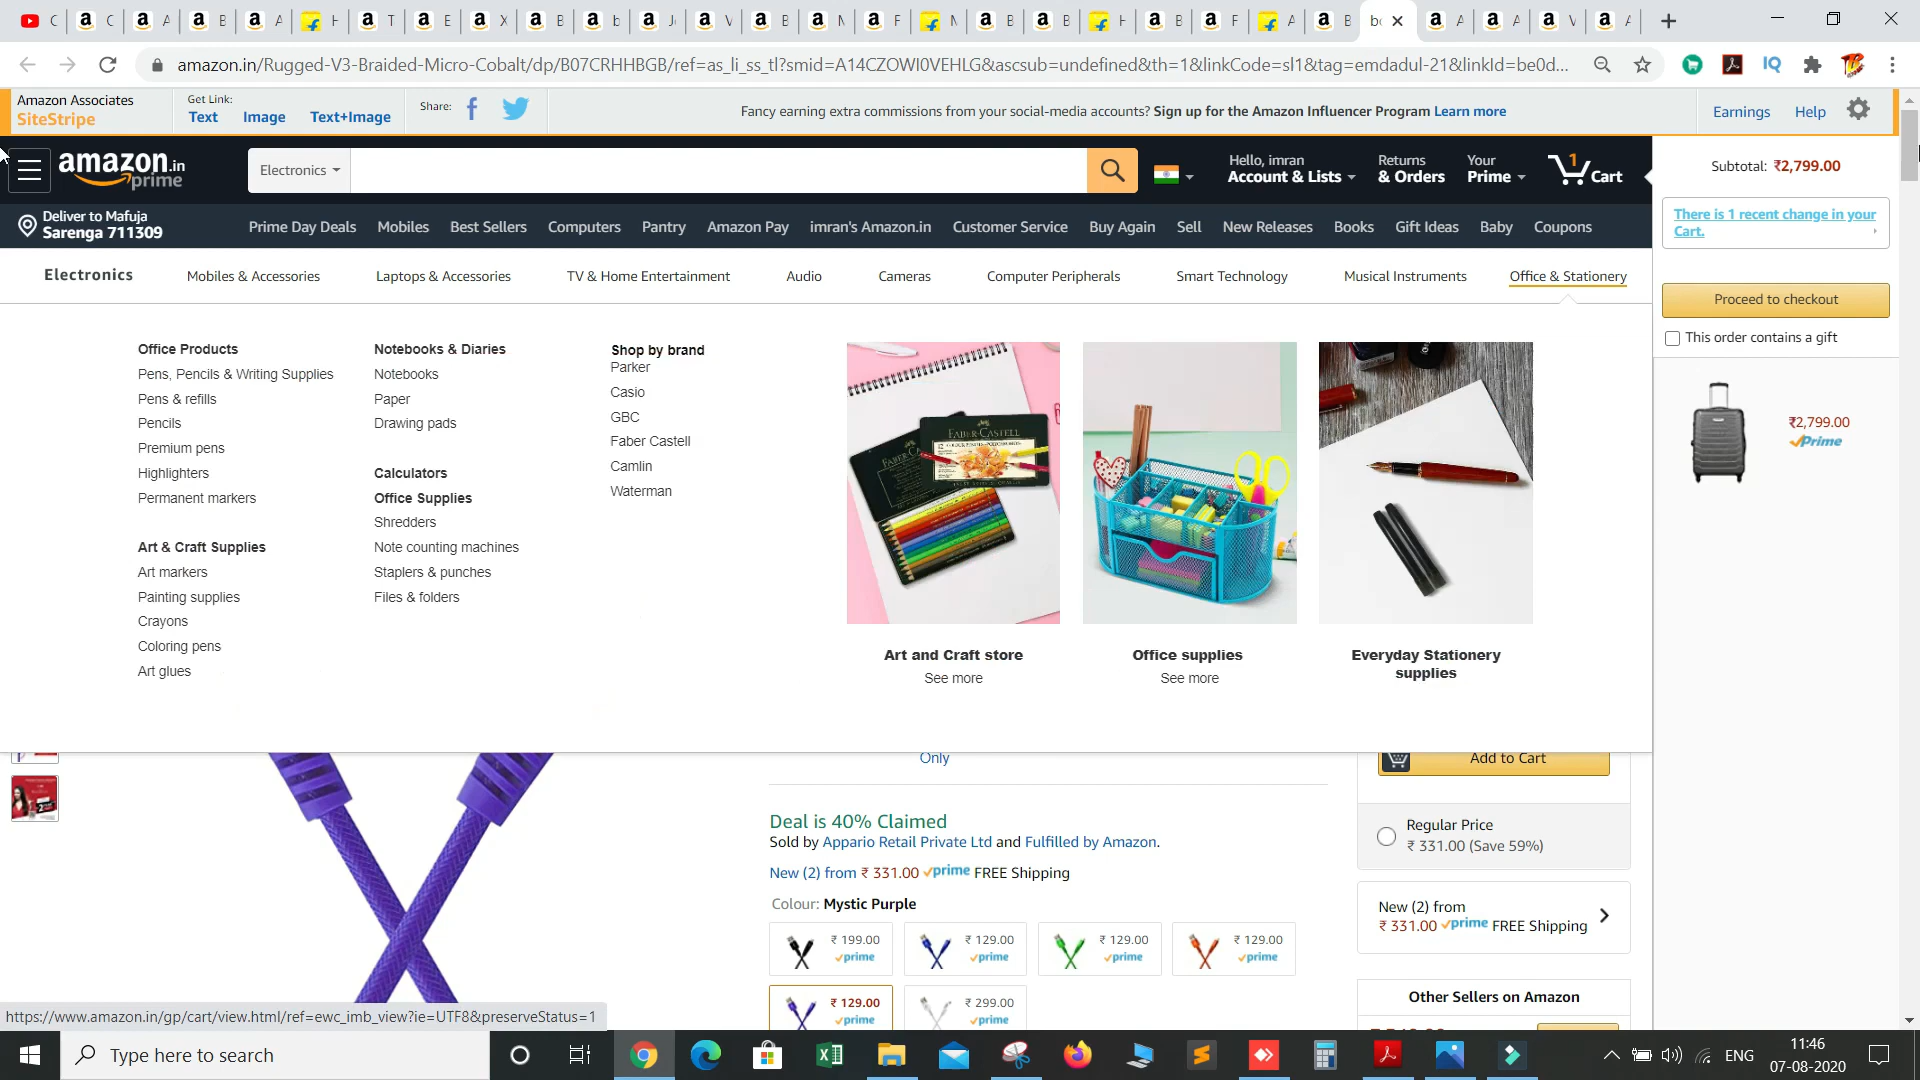 amazon.in/Rugged-V3-Braided-Micro-Cobalt/dp/B07CRHHBGB/ref=as_li_ss_tl?smid=A14CZOWI0VEHLG&ascsub=undefined&th=1&linkCode=sl1&tag=emdadul-21&linkId=be0d...
Amazon Associates
SiteStripe
Get Link:
Text Image Text+Image
Share:
Fancy earning extra commissions from your social-media accounts? Sign up for the Amazon Influencer Program Learn more
Earnings Help
amazon.in
prime
Electronics
Hello, imran
Account & Lists
Returns
& Orders
Your
Prime
1
Cart
Subtotal: ₹2,799.00
There is 1 recent change in your
Cart.
Proceed to checkout
This order contains a gift
₹2,799.00
prime
Deliver to Mafuja
Sarenga 711309
Prime Day Deals Mobiles Best Sellers Computers Pantry Amazon Pay imran's Amazon.in Customer Service Buy Again Sell New Releases Books Gift Ideas Baby Coupons
Electronics Mobiles & Accessories Laptops & Accessories TV & Home Entertainment Audio Cameras Computer Peripherals Smart Technology Musical Instruments Office & Stationery
Office Products
Pens, Pencils & Writing Supplies
Pens & refills
Pencils
Premium pens
Highlighters
Permanent markers
Art & Craft Supplies
Art markers
Painting supplies
Crayons
Coloring pens
Art glues
Notebooks & Diaries
Notebooks
Paper
Drawing pads
Calculators
Office Supplies
Shredders
Note counting machines
Staplers & punches
Files & folders
Shop by brand
Parker
Casio
GBC
Faber Castell
Camlin
Waterman
FABER-CASTELL
Art and Craft store
See more
Office supplies
See more
Everyday Stationery
supplies
Only
Deal is 40% Claimed
Sold by Appario Retail Private Ltd and Fulfilled by Amazon.
New (2) from ₹ 331.00 prime FREE Shipping
Colour: Mystic Purple
₹ 199.00
prime
₹ 129.00
prime
₹ 129.00
prime
₹ 129.00
prime
₹ 129.00
prime
₹ 299.00
prime
Add to Cart
Regular Price
₹ 331.00 (Save 59%)
New (2) from
₹ 331.00 prime FREE Shipping
Other Sellers on Amazon
https://www.amazon.in/gp/cart/view.html/ref=ewc_imb_view?ie=UTF8&preserveStatus=1
Type here to search
ENG
11:46
07-08-2020